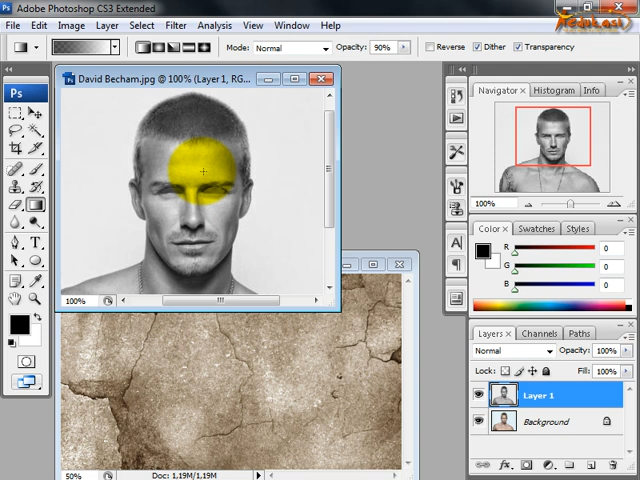 Adobe Photoshop CS3 Extended
File Edit Image Layer Select Filter Analysis View Window Help
Mode: Normal Opacity: 90% Reverse Dither Transparency
Ps
David Becham.jpg @ 100% (Layer 1, RG...
100%
50% Doc: 1,19M/1,19M
Navigator Histogram Info
100%
Color Swatches Styles
R 0
G 0
B 0
Layers Channels Paths
Normal Opacity: 100%
Lock: Fill: 100%
Layer 1
Background